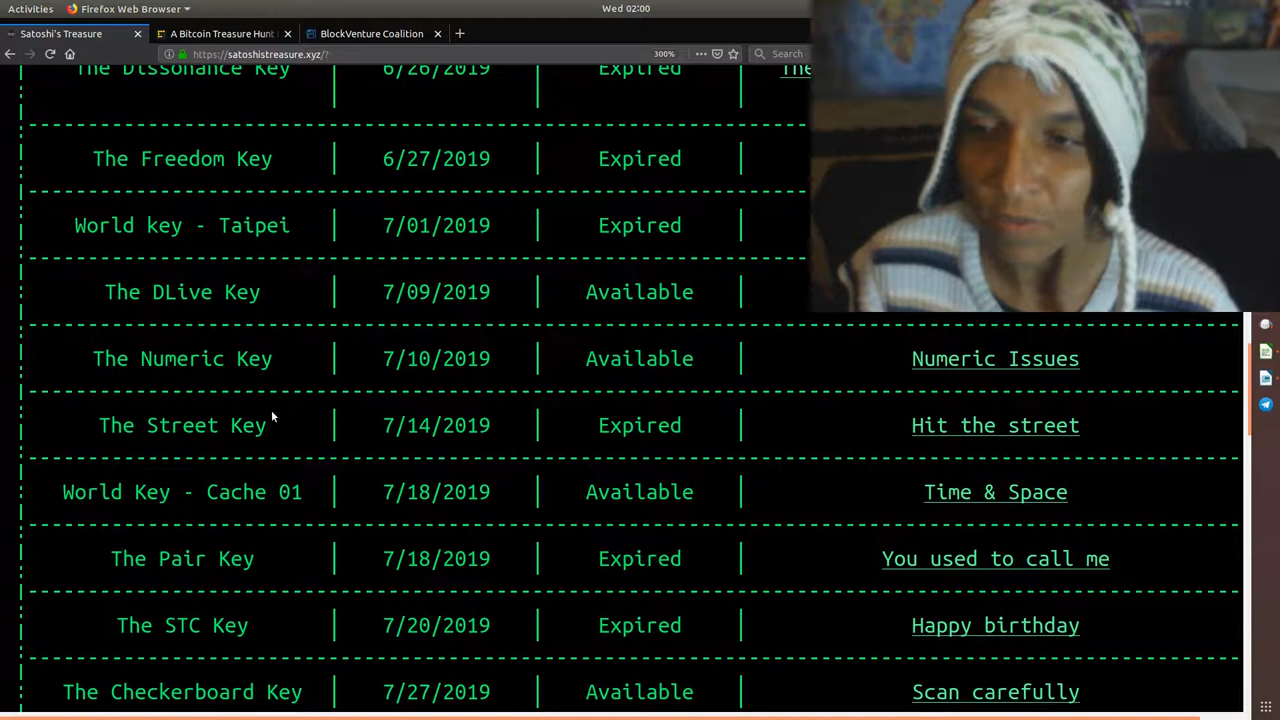 Activities Firefox Web Browser Wed 02:00
Satoshi's Treasure A Bitcoin Treasure Hunt BlockVenture Coalition
https://satoshistreasure.xyz/? 300% Search
The Dissonance Key 6/26/2019 Expired The
The Freedom Key 6/27/2019 Expired
World key - Taipei 7/01/2019 Expired
The DLive Key 7/09/2019 Available
The Numeric Key 7/10/2019 Available Numeric Issues
The Street Key 7/14/2019 Expired Hit the street
World Key - Cache 01 7/18/2019 Available Time & Space
The Pair Key 7/18/2019 Expired You used to call me
The STC Key 7/20/2019 Expired Happy birthday
The Checkerboard Key 7/27/2019 Available Scan carefully